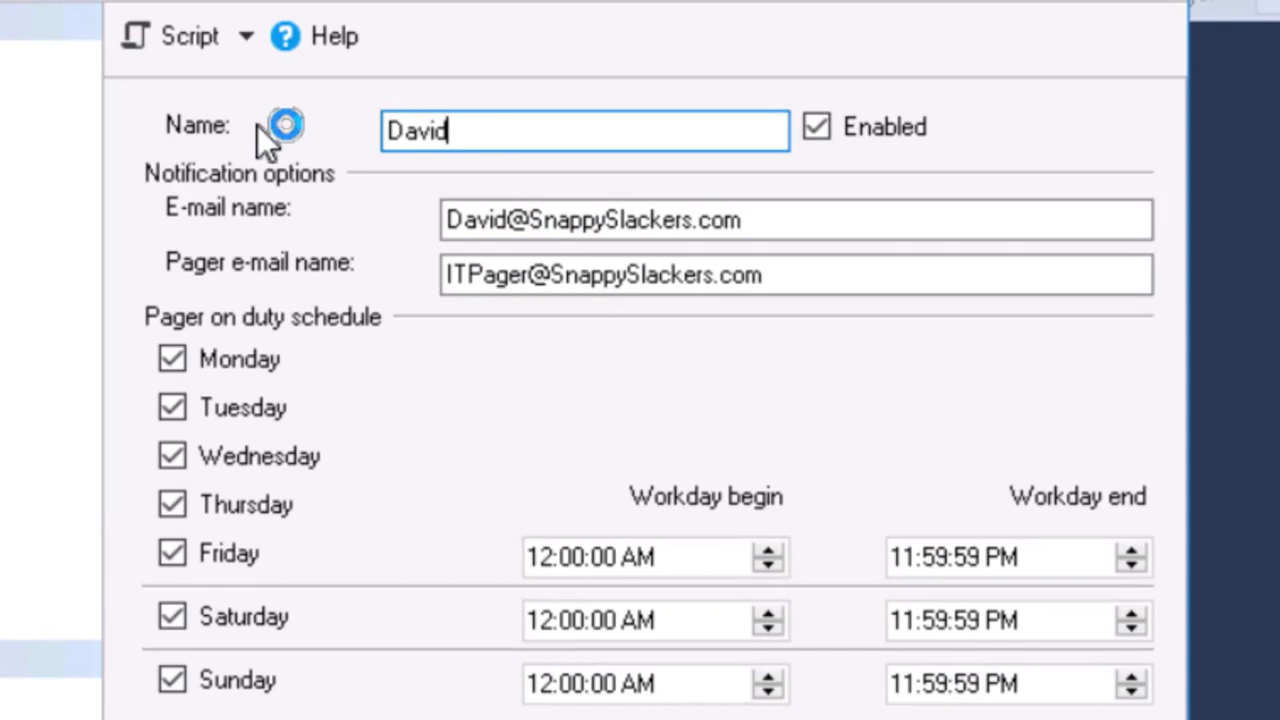 Script Help
Name: David Enabled
Notification options
E-mail name: David@SnappySlackers.com
Pager e-mail name: ITPager@SnappySlackers.com
Pager on duty schedule
Monday
Tuesday
Wednesday
Workday begin Workday end
Thursday
Friday 12:00:00 AM 11:59:59 PM
Saturday 12:00:00 AM 11:59:59 PM
Sunday 12:00:00 AM 11:59:59 PM